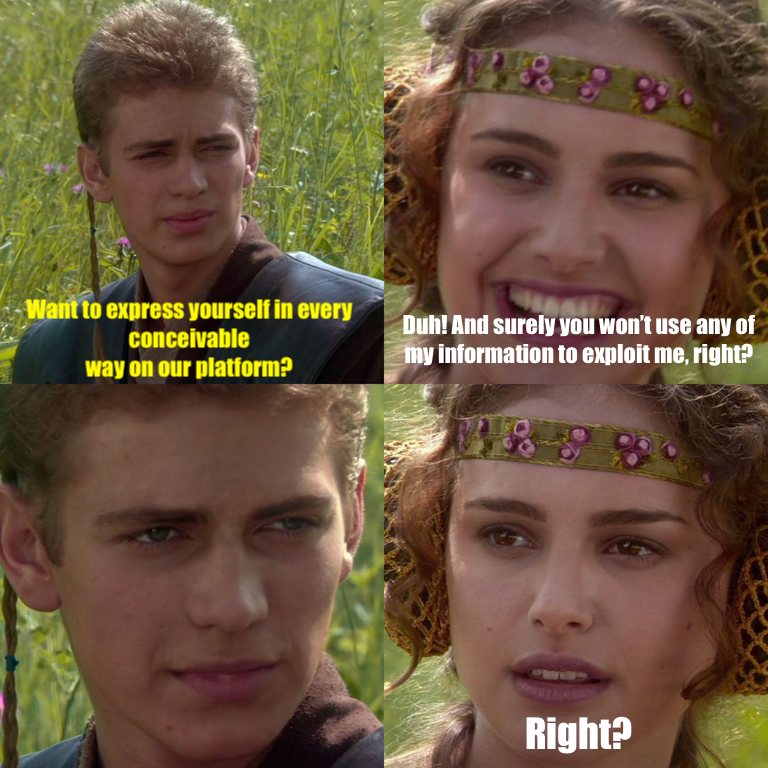 Want to express yourself in every
conceivable
way on our platform?
Duh! And surely you won’t use any of
my information to exploit me, right?
Right?